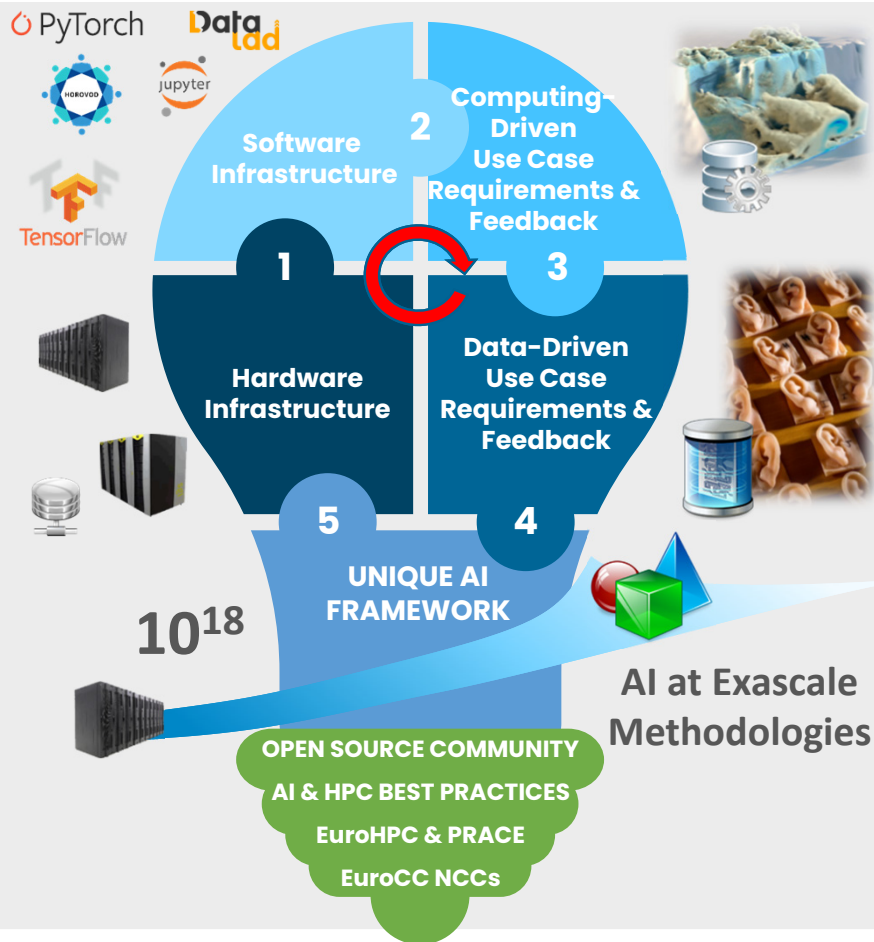 PyTorch
Data
lad
HOROVOD
jupyter
TensorFlow
Software
Infrastructure
2
Computing-
Driven
Use Case
Requirements &
Feedback
1
3
Hardware
Infrastructure
Data-Driven
Use Case
Requirements &
Feedback
5
4
UNIQUE AI
FRAMEWORK
10¹⁸
AI at Exascale
Methodologies
OPEN SOURCE COMMUNITY
AI & HPC BEST PRACTICES
EuroHPC & PRACE
EuroCC NCCs